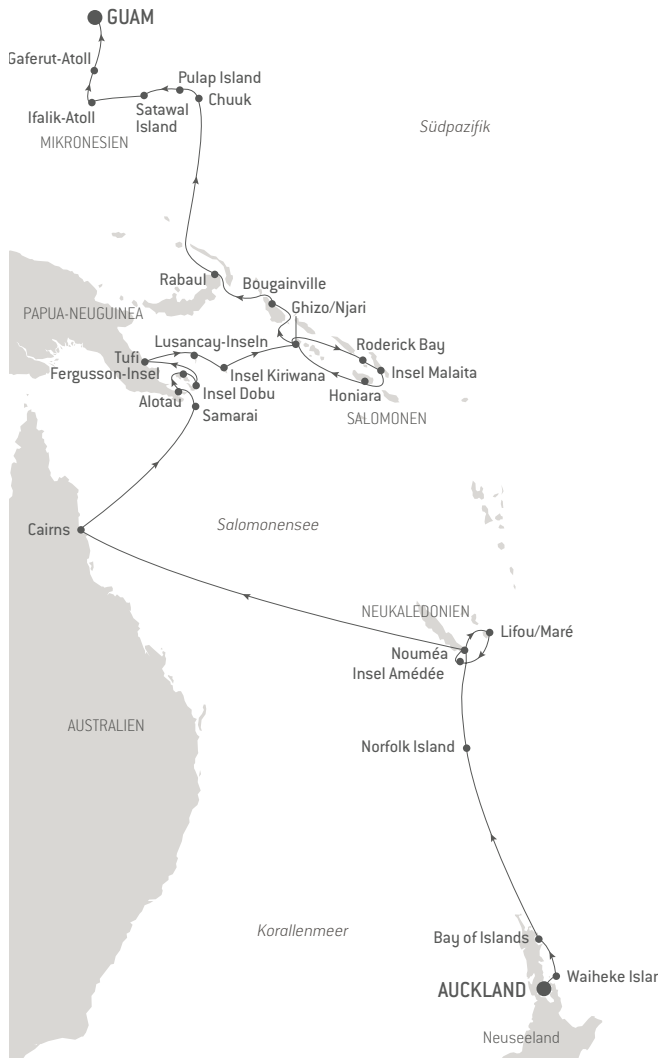 GUAM
Gaferut-Atoll
Pulap Island
Chuuk
Satawal
Island
Ifalik-Atoll
MIKRONESIEN
Südpazifik
Rabaul
Bougainville
PAPUA-NEUGUINEA
Ghizo/Njari
Lusancay-Inseln
Roderick Bay
Tufi
Fergusson-Insel
Insel Kiriwana
Insel Malaita
Alotau
Insel Dobu
Honiara
Samarai
SALOMONEN
Cairns
Salomonensee
NEUKALEDONIEN
Lifou/Maré
Nouméa
Insel Amédée
AUSTRALIEN
Norfolk Island
Korallenmeer
Bay of Islands
Waiheke Islar
AUCKLAND
Neuseeland